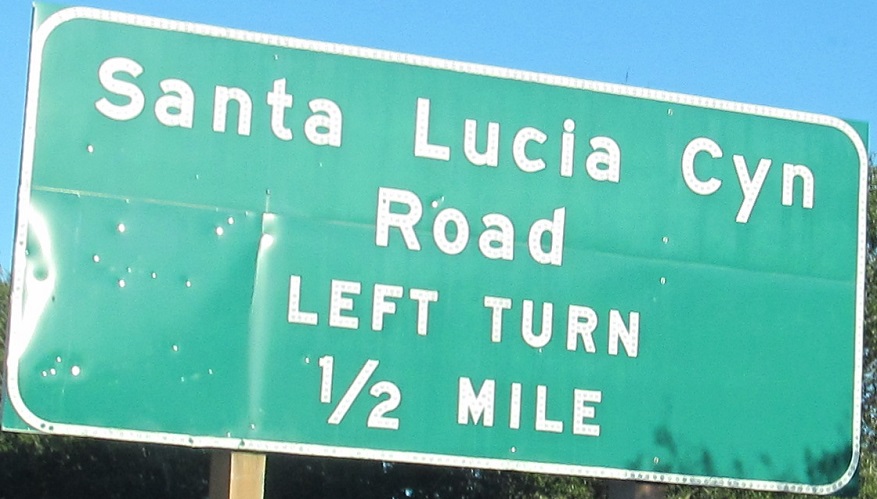 Santa Lucia Cyn
Road
LEFT TURN
1/2 MILE